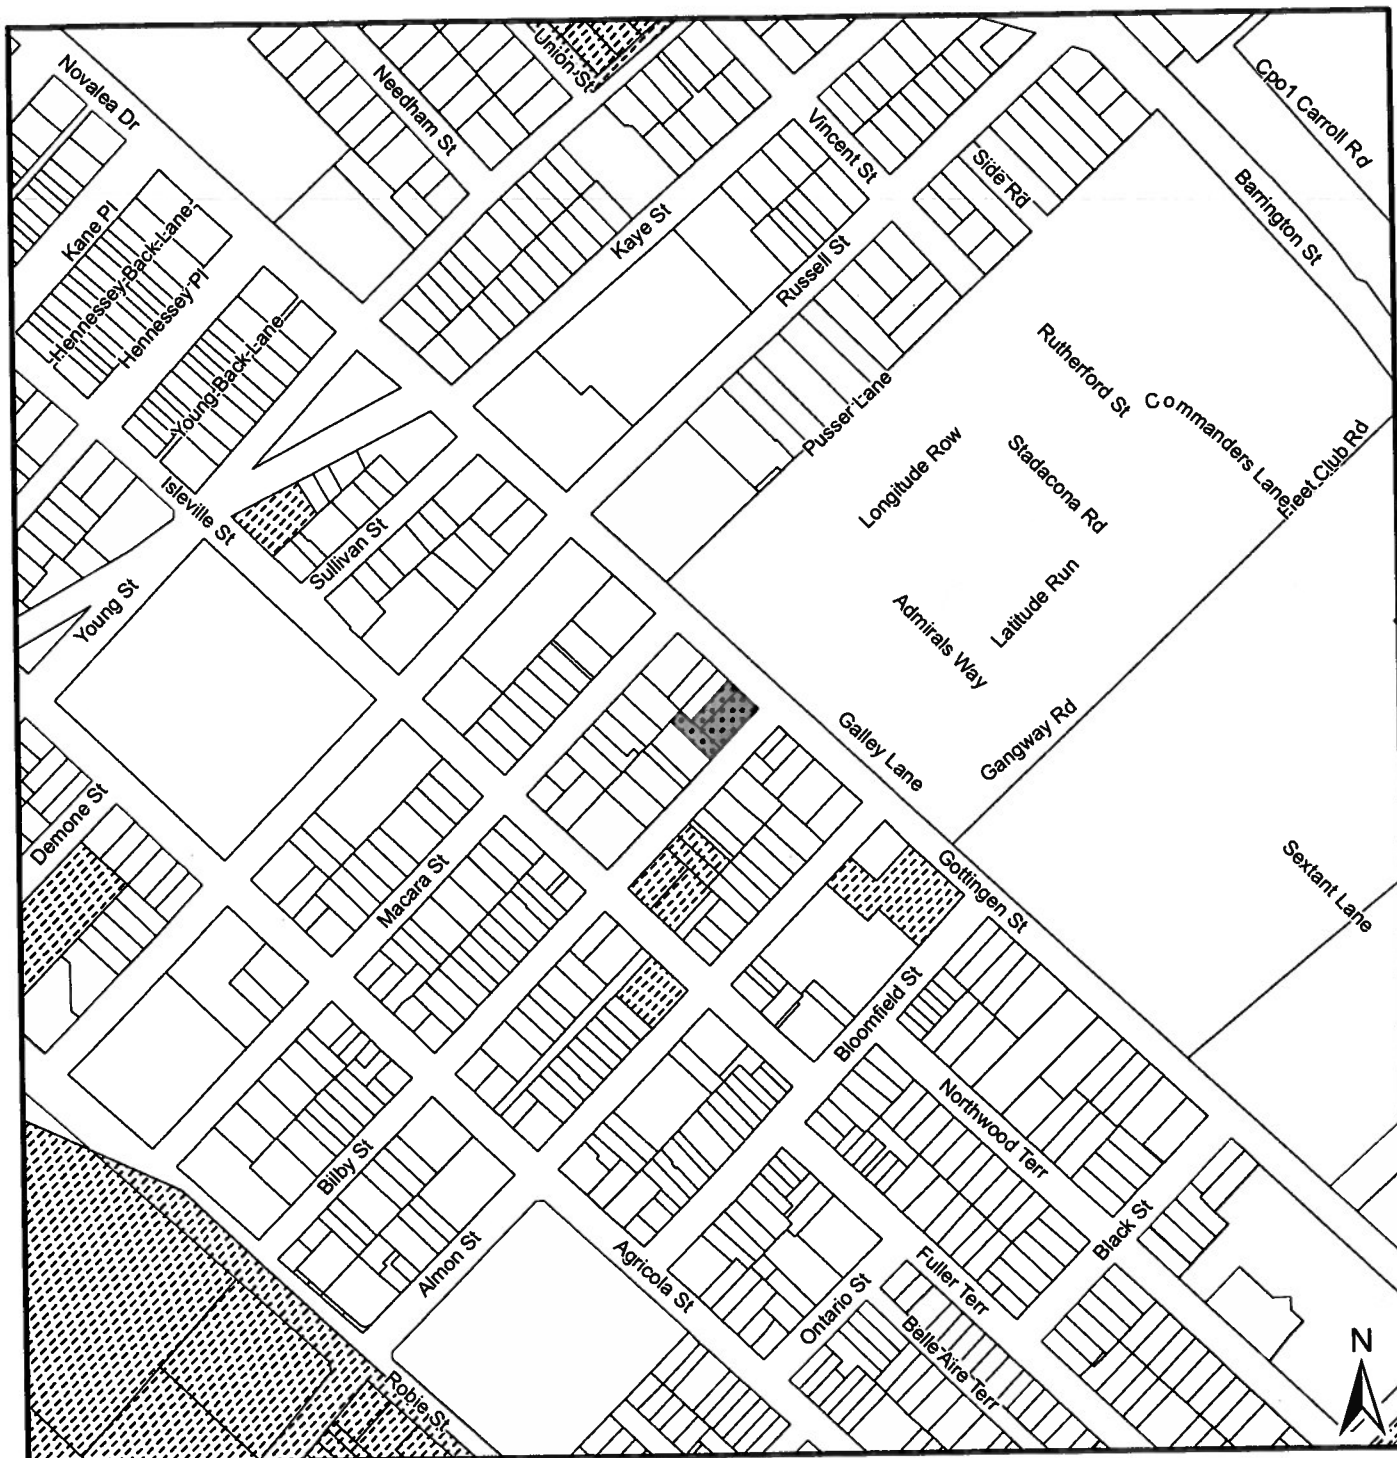 Union St
Novalea Dr
Needham St
Cpo1 Carroll Rd
Vincent St
Side Rd
Barrington St
Kane Pl
Hennessey Back Lane
Kaye St
Hennessey Pl
Russell St
Young Back Lane
Rutherford St
Commanders Lane
Pusser Lane
Longitude Row
Stadacona Rd
Fleet Club Rd
Isleville St
Sullivan St
Young St
Admirals Way
Latitude Run
Galley Lane
Gangway Rd
Demone St
Macara St
Gottingen St
Sextant Lane
Bloomfield St
Northwood Terr
Bilby St
Black St
Almon St
Agricola St
Fuller Terr
Ontario St
Belle Aire Terr
Robie St
N